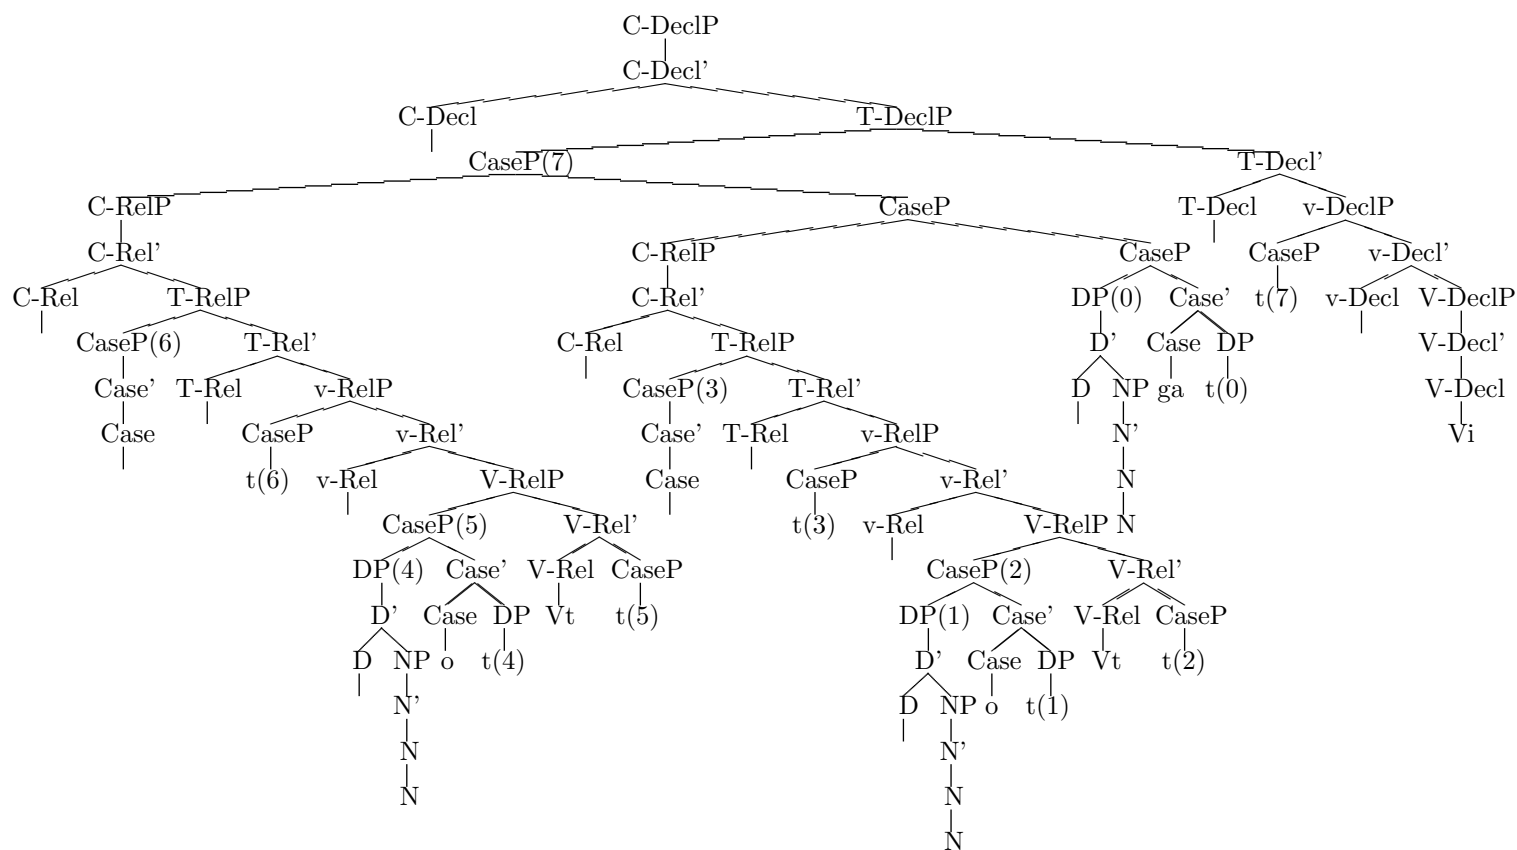 C-DeclP
C-Decl’
C-Decl T-DeclP
CaseP(7) T-Decl’
C-RelP CaseP T-Decl v-DeclP
C-Rel’ C-RelP CaseP CaseP v-Decl’
C-Rel T-RelP C-Rel’ DP(0) Case’ t(7) v-Decl V-DeclP
CaseP(6) T-Rel’ C-Rel T-RelP D’ Case DP V-Decl’
Case’ T-Rel v-RelP CaseP(3) T-Rel’ D NP ga t(0) V-Decl
Case CaseP v-Rel’ Case’ T-Rel v-RelP N’ Vi
t(6) v-Rel V-RelP Case CaseP v-Rel’ N
CaseP(5) V-Rel’ t(3) v-Rel V-RelP N
DP(4) Case’ V-Rel CaseP CaseP(2) V-Rel’
D’ Case DP Vt t(5) DP(1) Case’ V-Rel CaseP
D NP o t(4) D’ Case DP Vt t(2)
N’ D NP o t(1)
N N’
N N
N